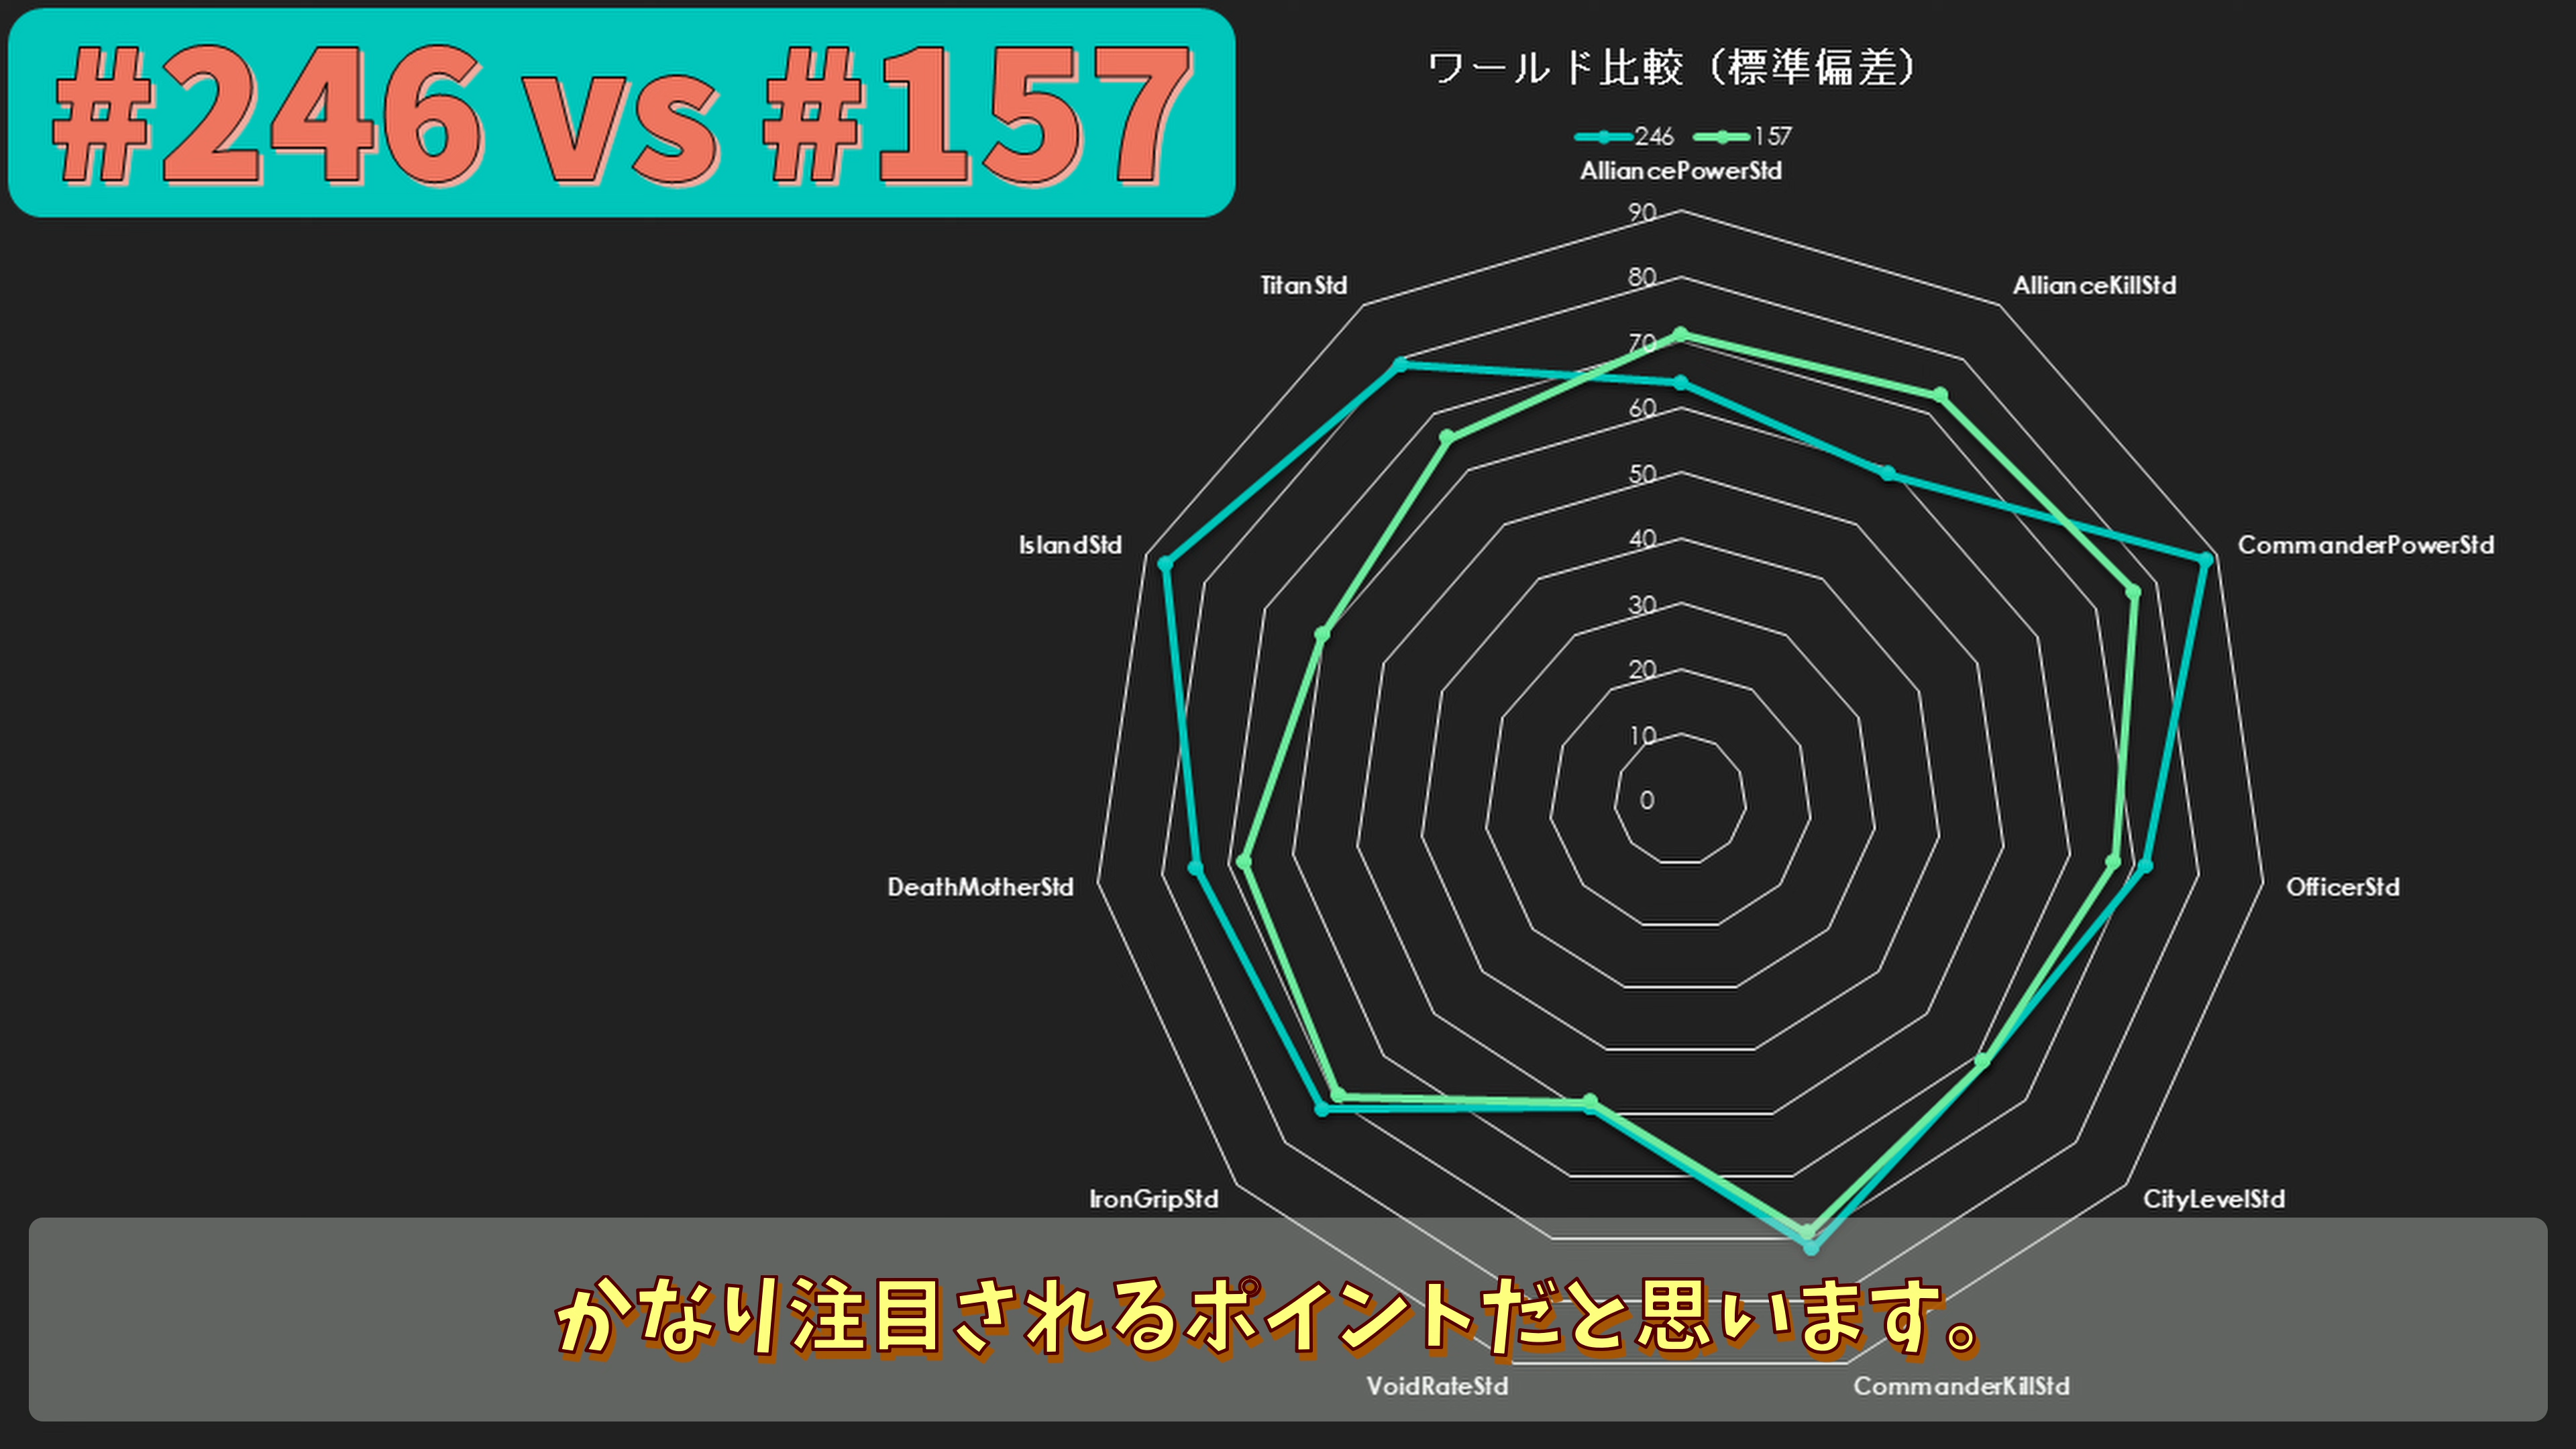 #246 vs #157
ワールド比較（標準偏差）
246 157
AlliancePowerStd
AllianceKillStd
CommanderPowerStd
OfficerStd
CityLevelStd
CommanderKillStd
VoidRateStd
IronGripStd
DeathMotherStd
IslandStd
TitanStd
90
80
70
60
50
40
30
20
10
0
かなり注目されるポイントだと思います。